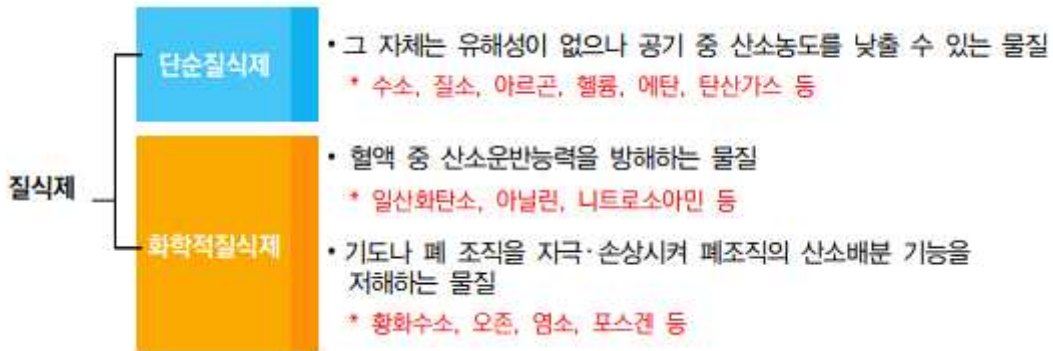 단순질식제
• 그 자체는 유해성이 없으나 공기 중 산소농도를 낮출 수 있는 물질
* 수소, 질소, 아르곤, 헬륨, 에탄, 탄산가스 등
질식제
화학적질식제
• 혈액 중 산소운반능력을 방해하는 물질
* 일산화탄소, 아닐린, 니트로소아민 등
• 기도나 폐 조직을 자극·손상시켜 폐조직의 산소배분 기능을
저해하는 물질
* 황화수소, 오존, 염소, 포스겐 등